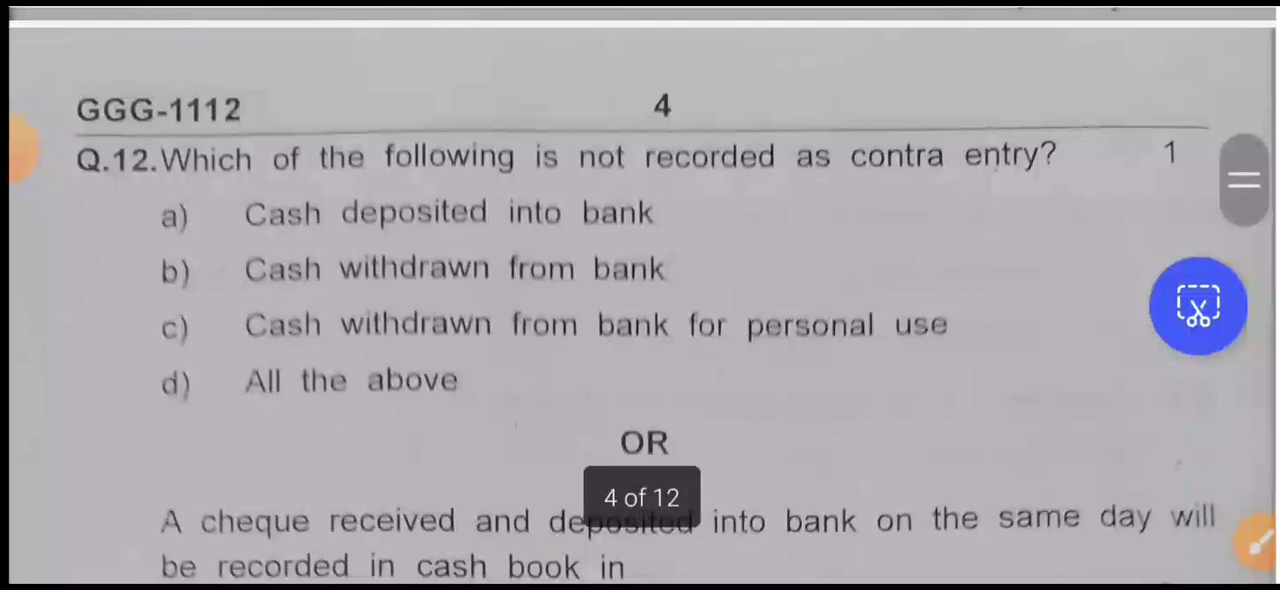 GGG-1112 4
Q.12. Which of the following is not recorded as contra entry? 1
a) Cash deposited into bank
b) Cash withdrawn from bank
c) Cash withdrawn from bank for personal use
d) All the above
OR
4 of 12
A cheque received and deposited into bank on the same day will
be recorded in cash book in